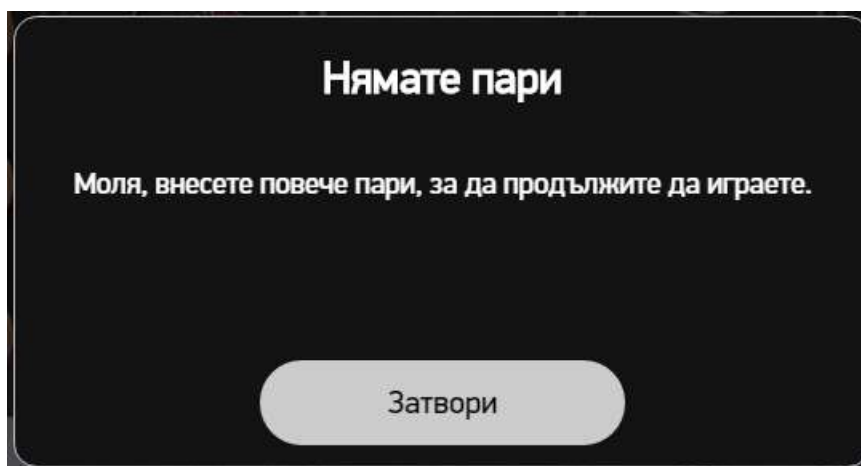 Нямате пари
Моля, внесете повече пари, за да продължите да играете.
Затвори